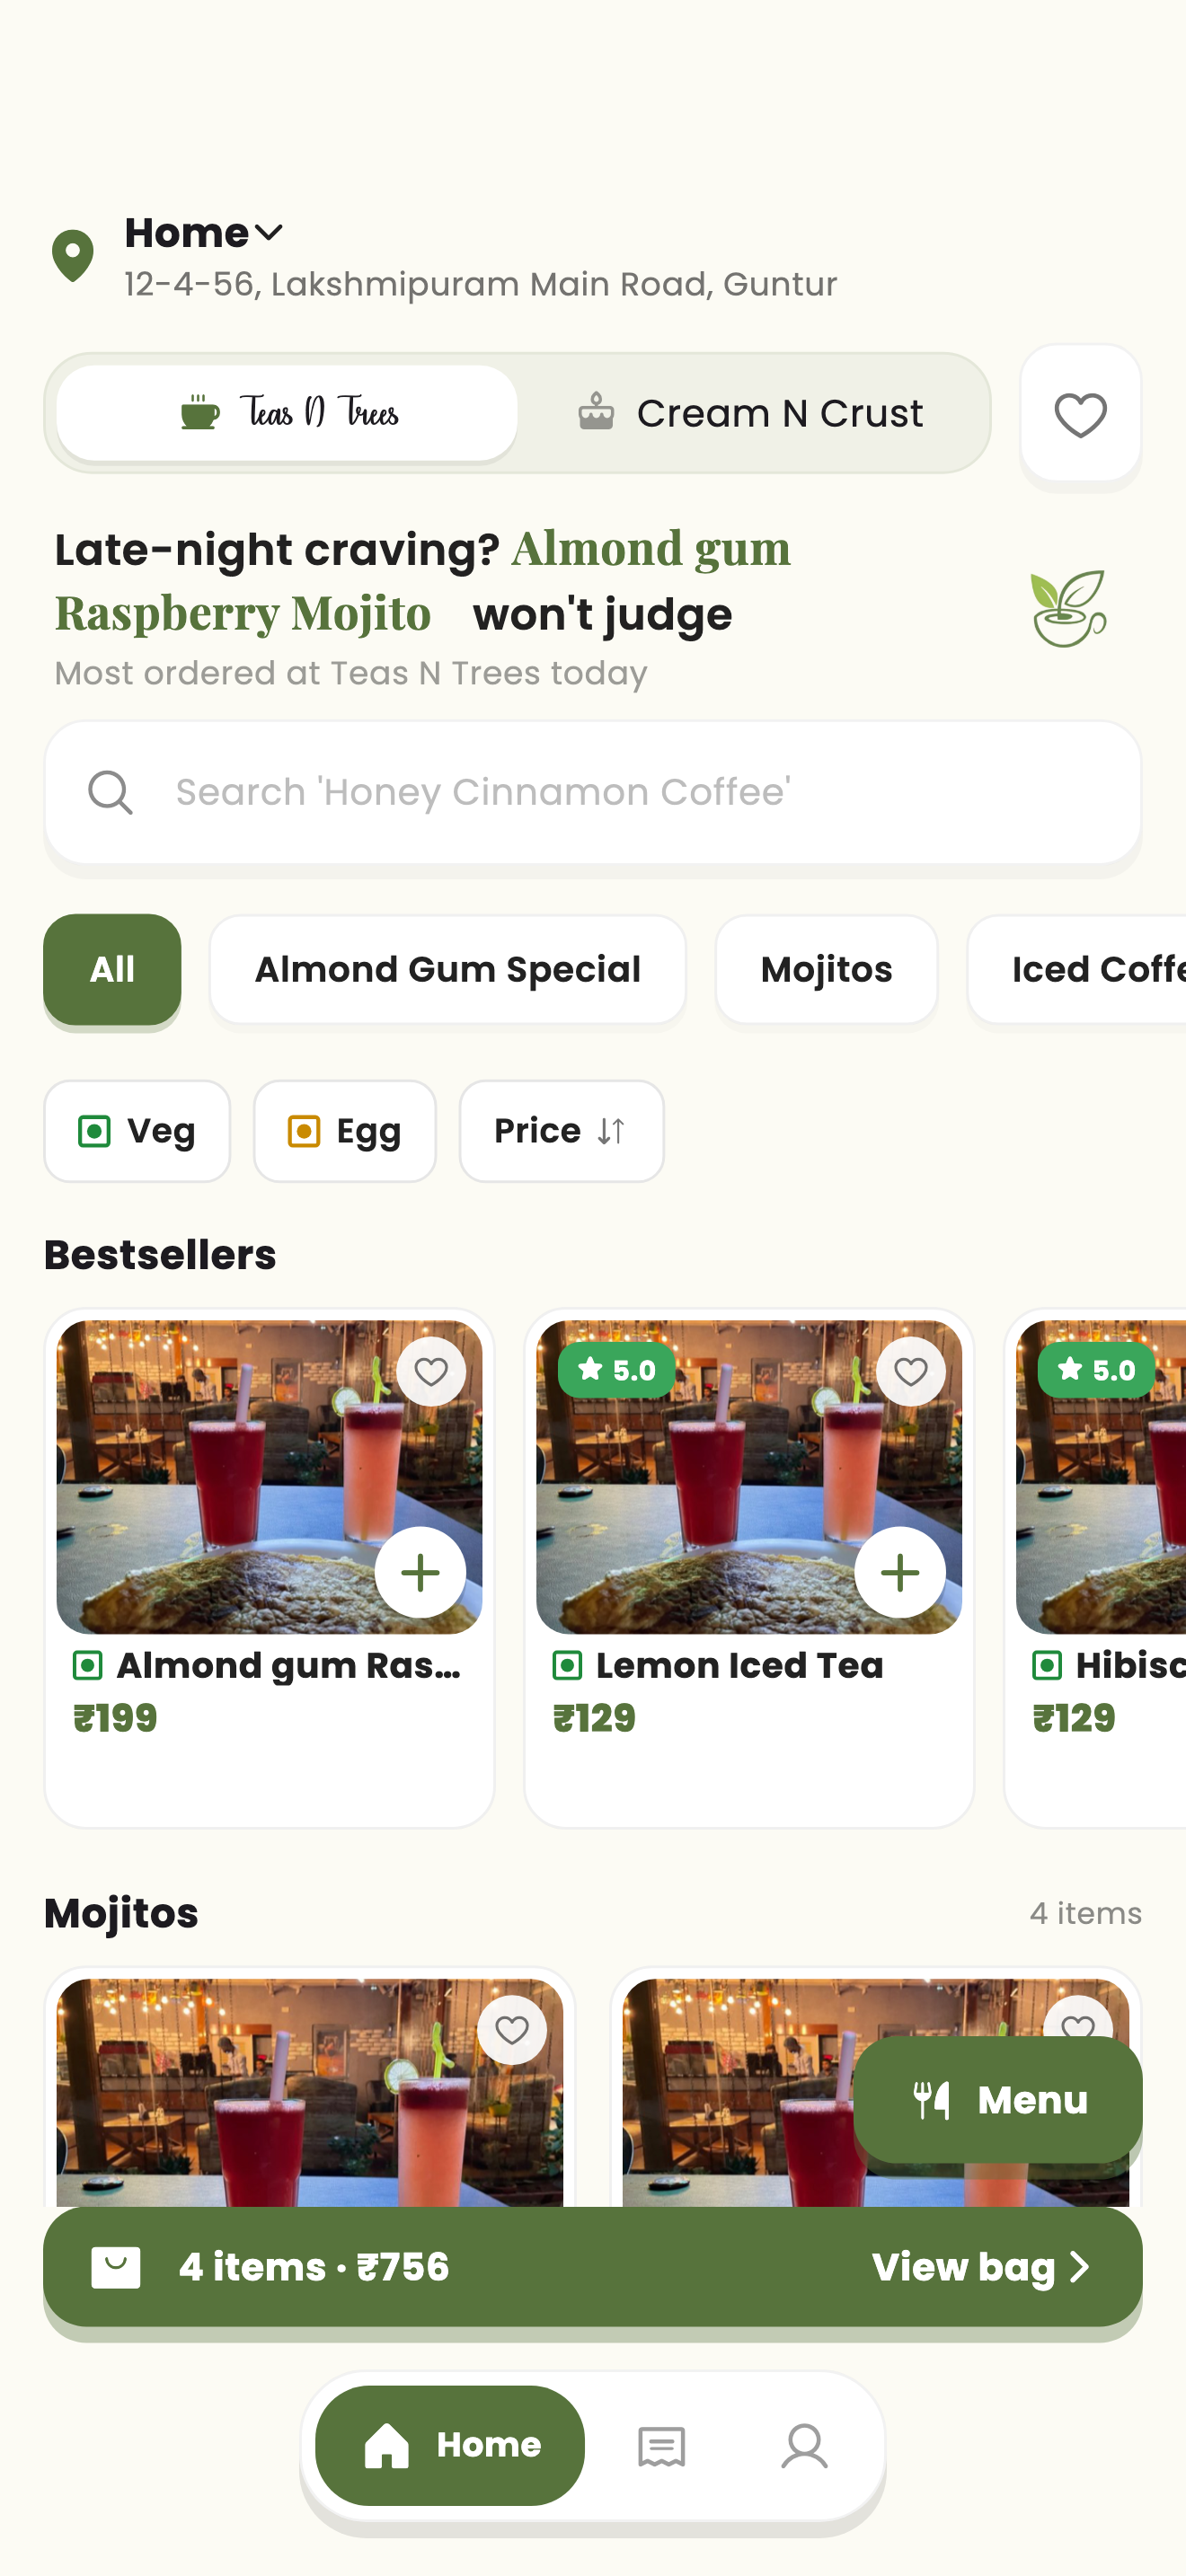 Home
12-4-56, Lakshmipuram Main Road, Guntur
Teas N Trees
Cream N Crust
Late-night craving? Almond gum
Raspberry Mojito won't judge
Most ordered at Teas N Trees today
Search 'Honey Cinnamon Coffee'
All
Almond Gum Special
Mojitos
Iced Coffe
Veg
Egg
Price
Bestsellers
5.0
5.0
Almond gum Ras...
Lemon Iced Tea
Hibisc
₹199
₹129
₹129
Mojitos
4 items
Menu
4 items · ₹756
View bag
Home